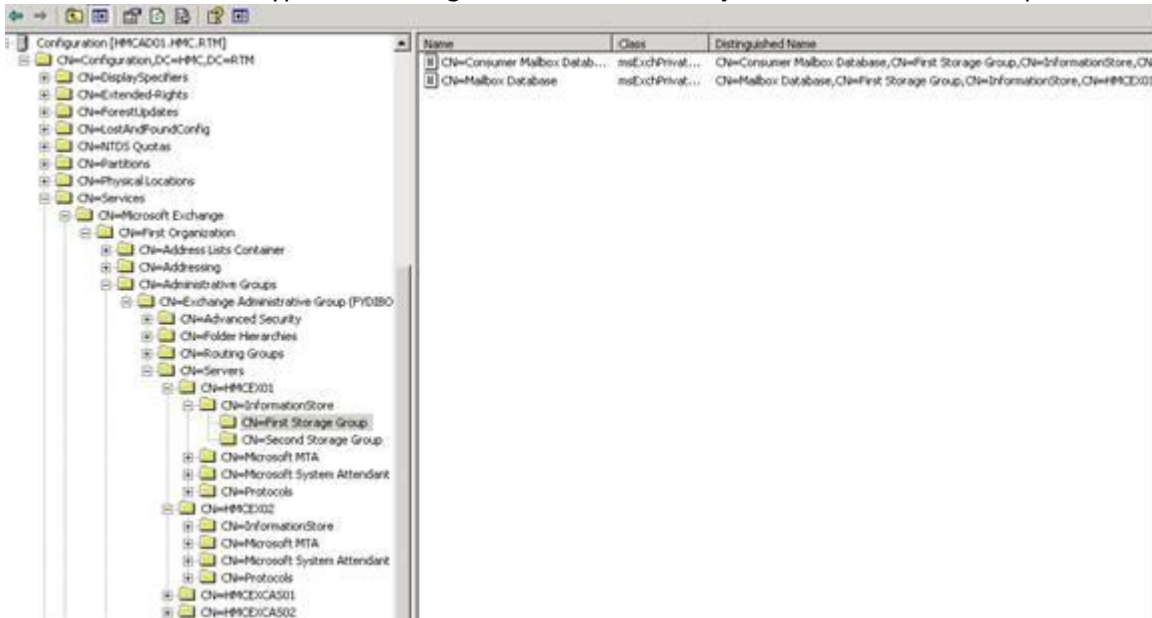 Configuration [HMCAD01.HMC.RTM]
CN=Configuration,DC=HMC,DC=RTM
CN=DisplaySpecifiers
CN=Extended-Rights
CN=ForestUpdates
CN=LostAndFoundConfig
CN=NTDS Quotas
CN=Partitions
CN=Physical Locations
CN=Services
CN=Microsoft Exchange
CN=First Organization
CN=Address Lists Container
CN=Addressing
CN=Administrative Groups
CN=Exchange Administrative Group (FYDIBO
CN=Advanced Security
CN=Folder Hierarchies
CN=Routing Groups
CN=Servers
CN=HMCEX01
CN=InformationStore
CN=First Storage Group
CN=Second Storage Group
CN=Microsoft MTA
CN=Microsoft System Attendant
CN=Protocols
CN=HMCEX02
CN=InformationStore
CN=Microsoft MTA
CN=Microsoft System Attendant
CN=Protocols
CN=HMCEXCAS01
CN=HMCEXCAS02
Name Class Distinguished Name
CN=Consumer Mailbox Datab... msExchPrivat... CN=Consumer Mailbox Database,CN=First Storage Group,CN=InformationStore,CN
CN=Mailbox Database msExchPrivat... CN=Mailbox Database,CN=First Storage Group,CN=InformationStore,CN=HMCEX01